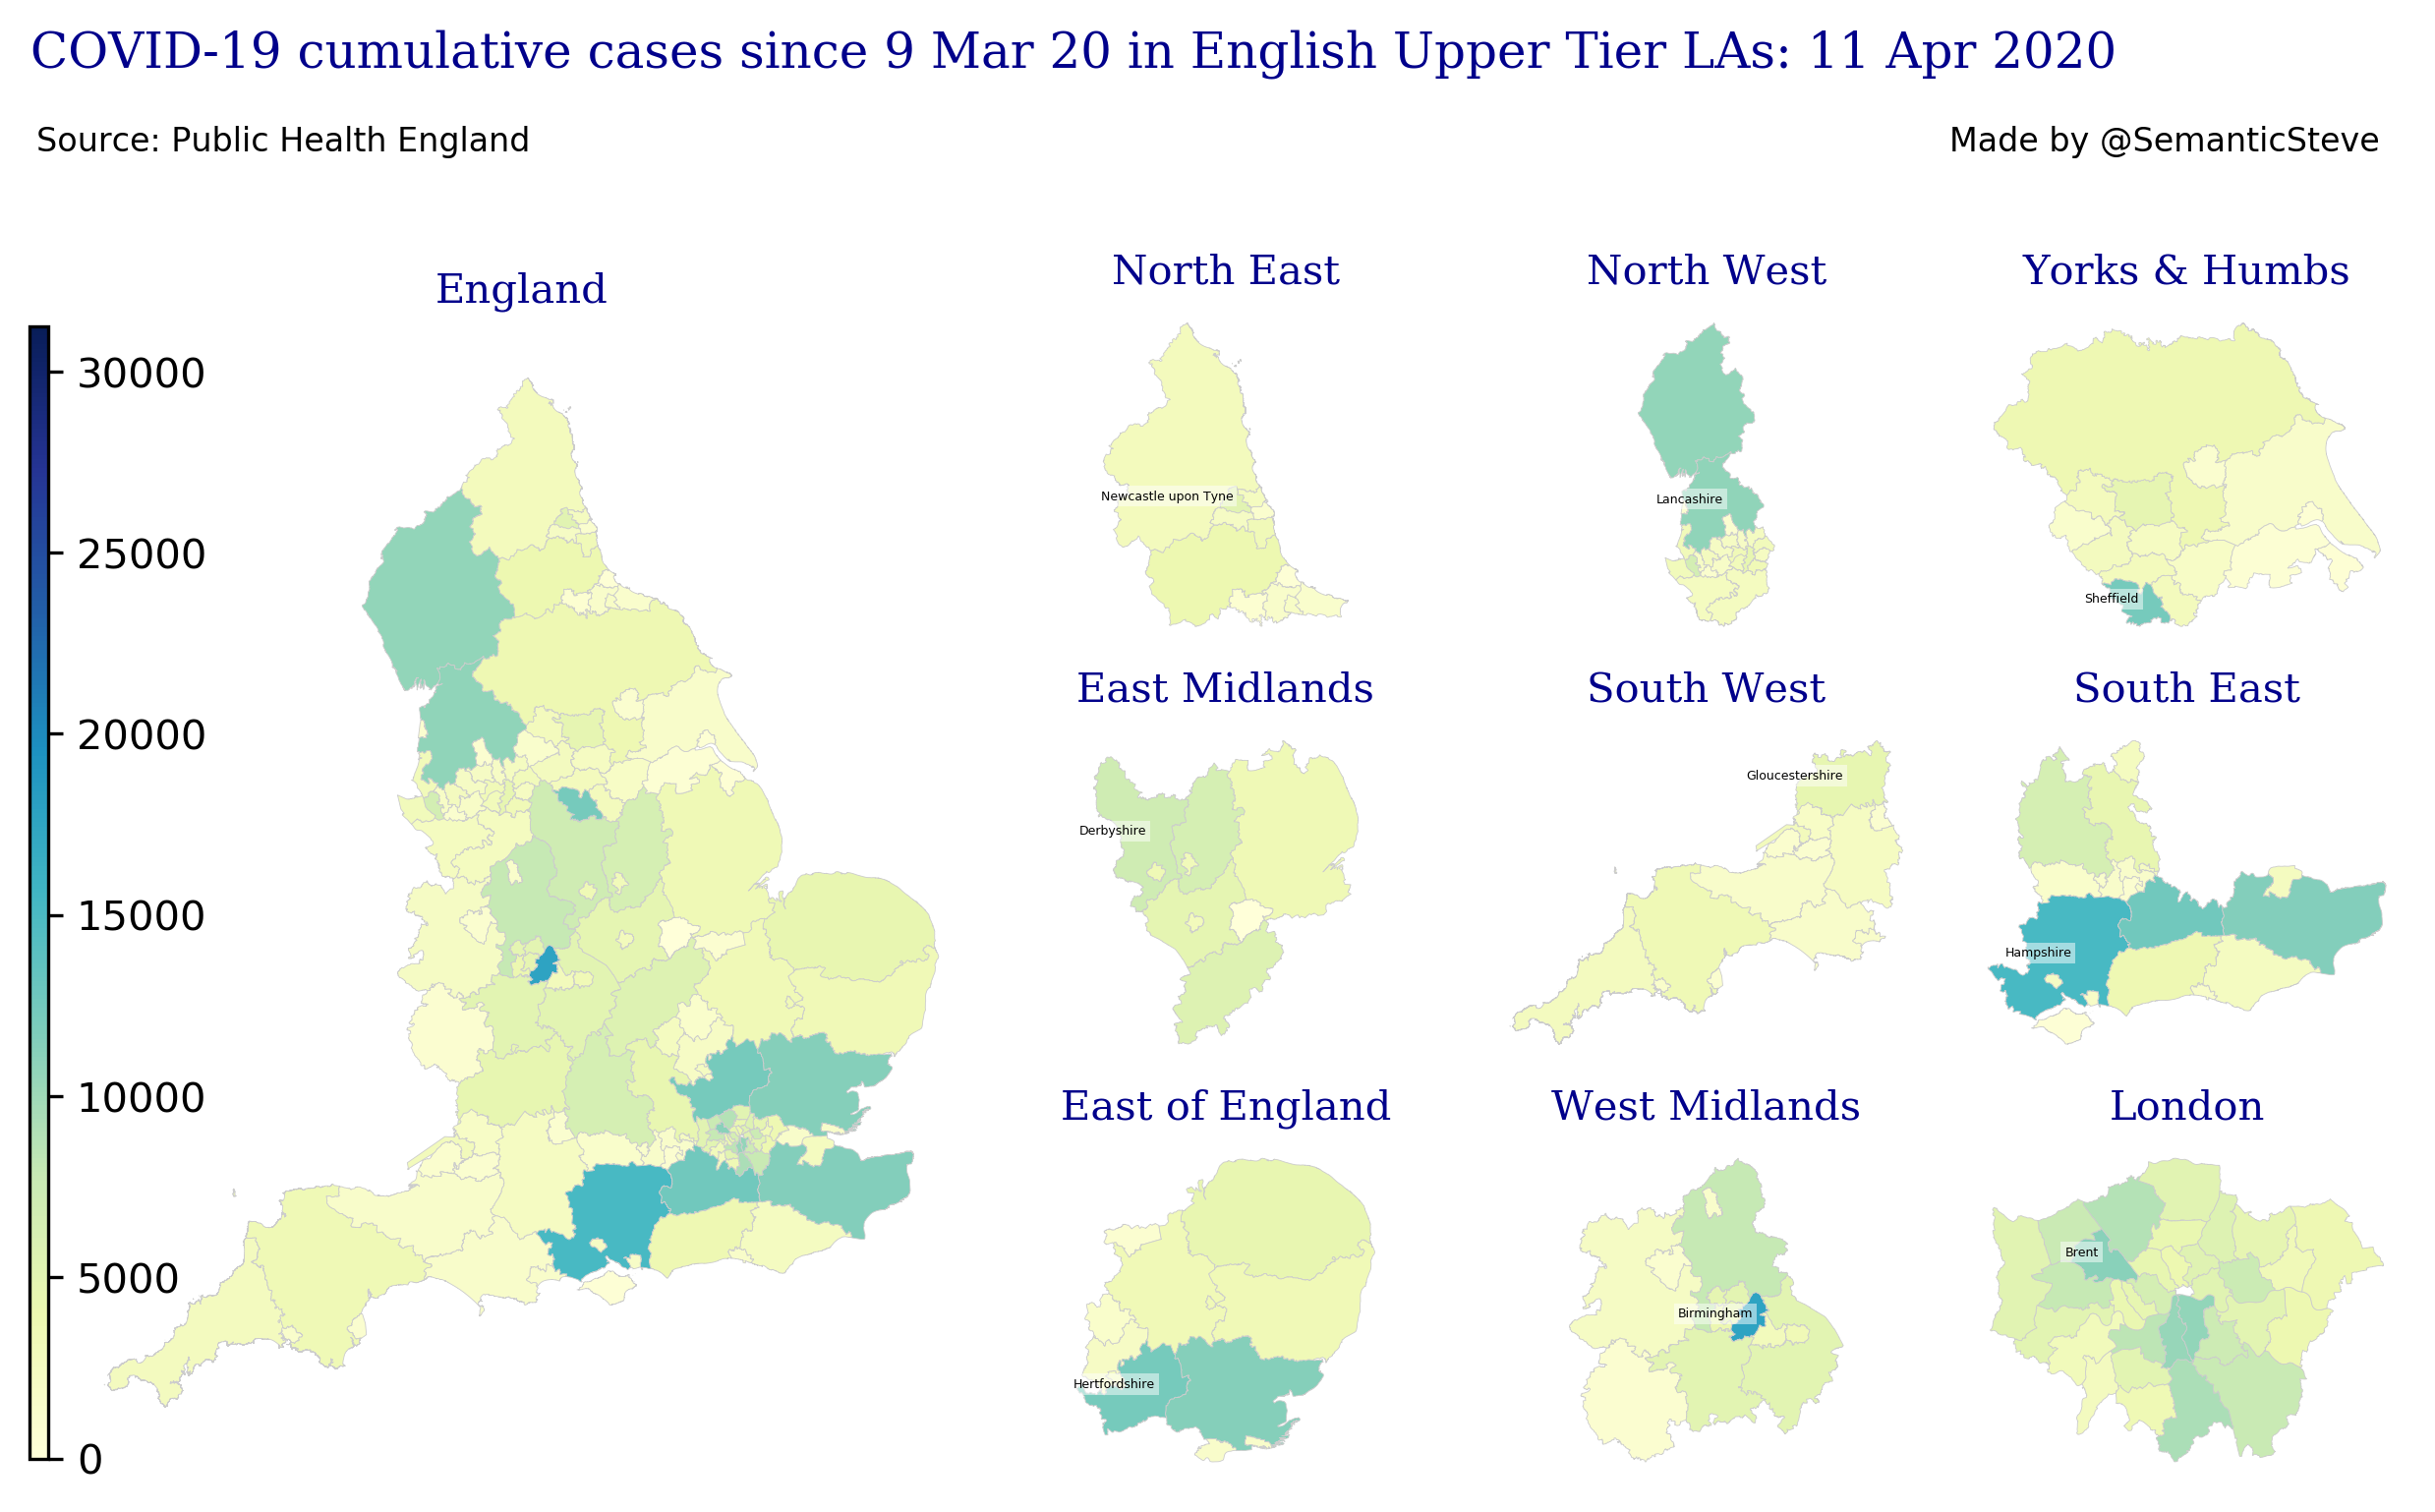 COVID-19 cumulative cases since 9 Mar 20 in English Upper Tier LAs: 11 Apr 2020
Source: Public Health England
Made by @SemanticSteve
England
30000
25000
20000
15000
10000
5000
0
North East
Newcastle upon Tyne
North West
Lancashire
Yorks & Humbs
Sheffield
East Midlands
Derbyshire
South West
Gloucestershire
South East
Hampshire
East of England
Hertfordshire
West Midlands
Birmingham
London
Brent